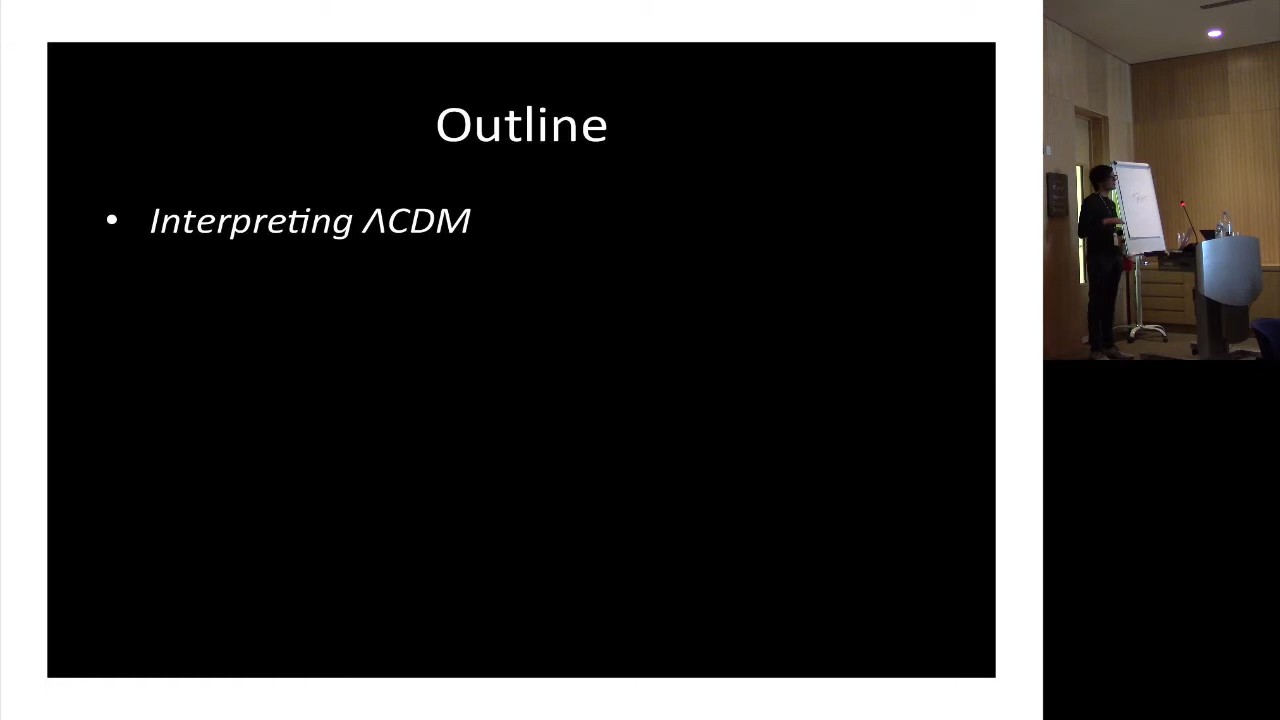 Outline
• Interpreting ΛCDM